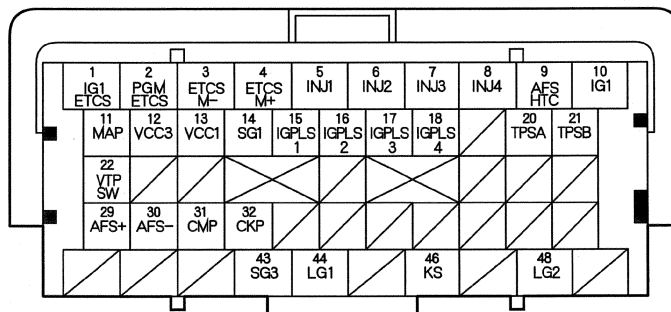 1 2 3 4 5 6 7 8 9 10
IG1 PGM ETCS ETCS INJ1 INJ2 INJ3 INJ4 AFS IG1
ETCS ETCS M- M+ HTC
11 12 13 14 15 16 17 18 20 21
MAP VCC3 VCC1 SG1 IGPLS IGPLS IGPLS IGPLS TPSA TPSB
1 2 3 4
22
VTP
SW
29 30 31 32
AFS+ AFS- CMP CKP
43 44 46 48
SG3 LG1 KS LG2